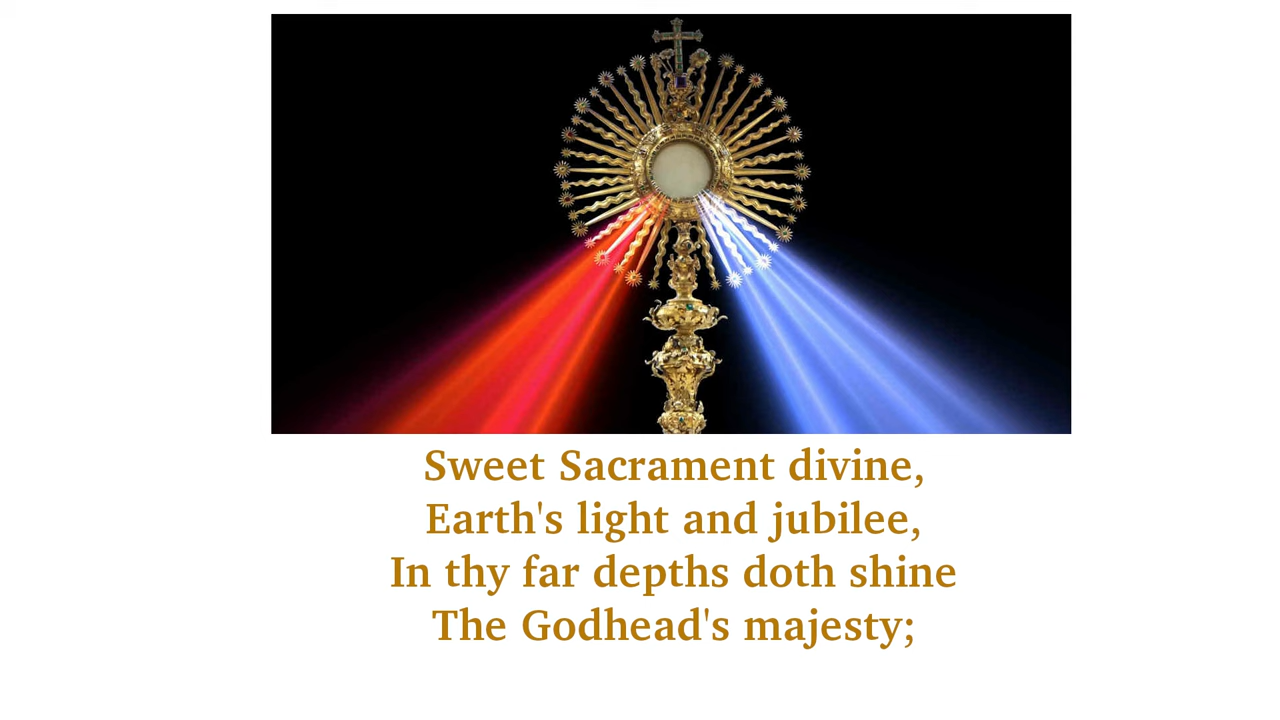 Sweet Sacrament divine,
Earth's light and jubilee,
In thy far depths doth shine
The Godhead's majesty;